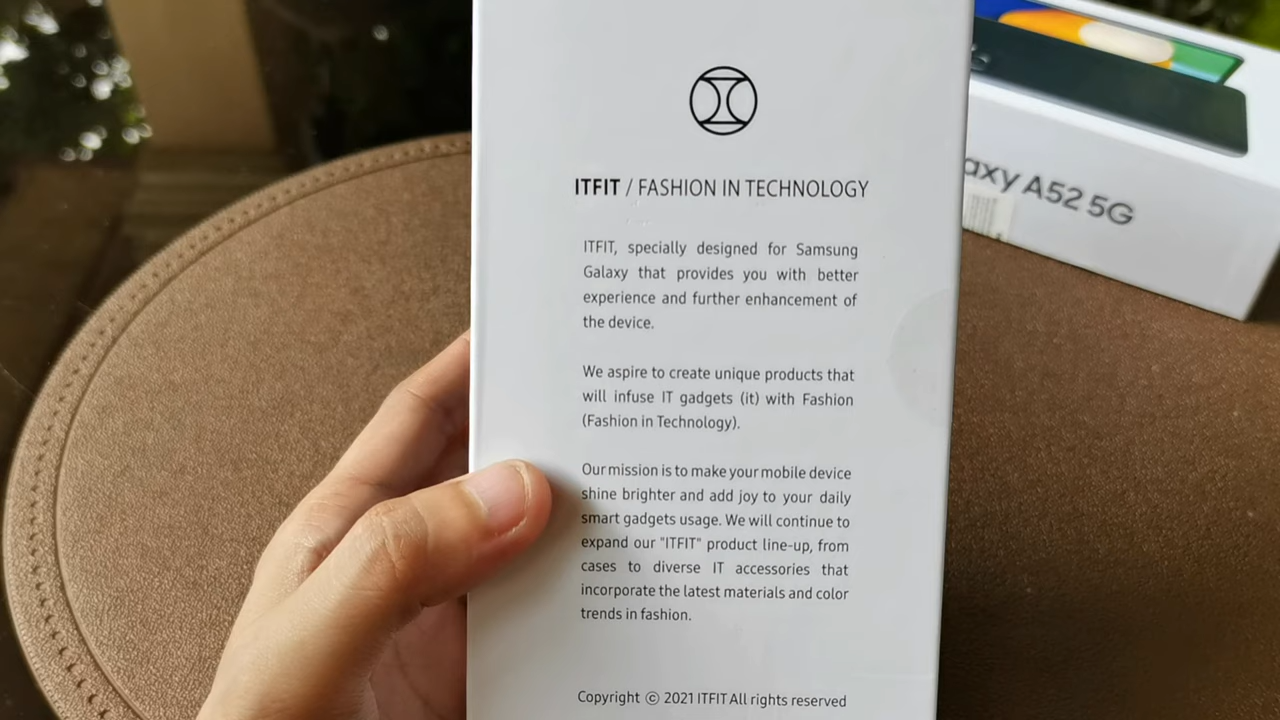 ITFIT / FASHION IN TECHNOLOGY
ITFIT, specially designed for Samsung
Galaxy that provides you with better
experience and further enhancement of
the device.
We aspire to create unique products that
will infuse IT gadgets (it) with Fashion
(Fashion in Technology).
Our mission is to make your mobile device
shine brighter and add joy to your daily
smart gadgets usage. We will continue to
expand our "ITFIT" product line-up, from
cases to diverse IT accessories that
incorporate the latest materials and color
trends in fashion.
Copyright © 2021 ITFIT All rights reserved
axy A52 5G